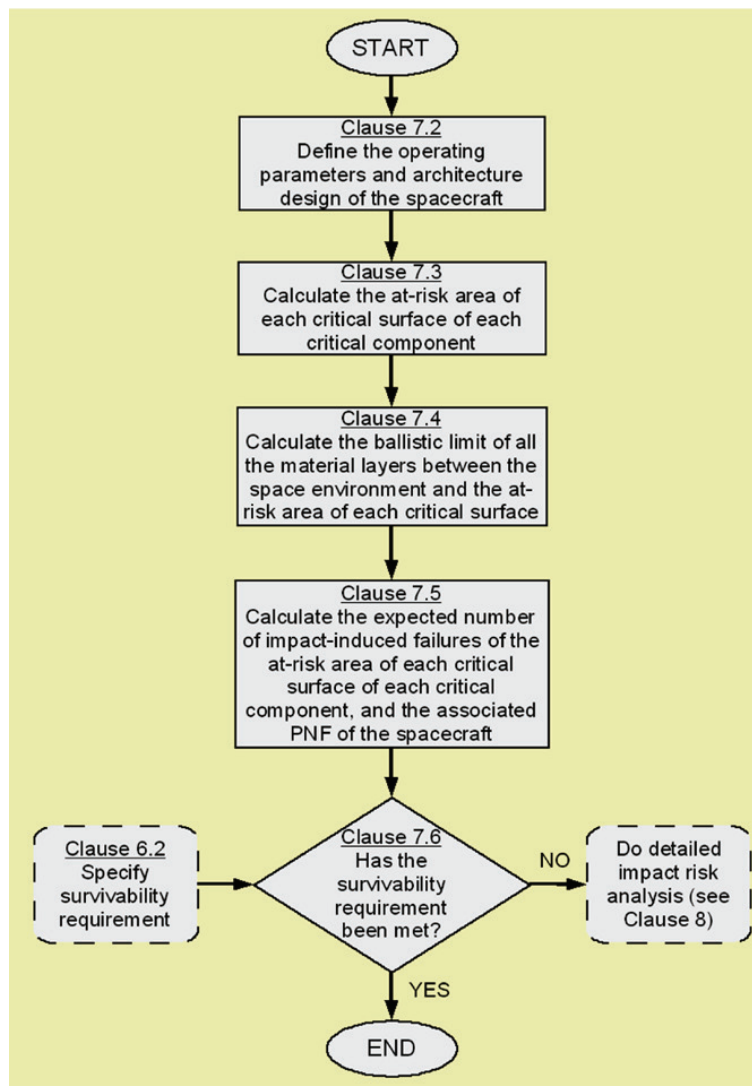 START
Clause 7.2
Define the operating
parameters and architecture
design of the spacecraft
Clause 7.3
Calculate the at-risk area of
each critical surface of each
critical component
Clause 7.4
Calculate the ballistic limit of all
the material layers between the
space environment and the at-
risk area of each critical surface
Clause 7.5
Calculate the expected number
of impact-induced failures of the
at-risk area of each critical
surface of each critical
component, and the associated
PNF of the spacecraft
Clause 6.2
Specify
survivability
requirement
Clause 7.6
Has the
survivability
requirement
been met?
NO
Do detailed
impact risk
analysis (see
Clause 8)
YES
END